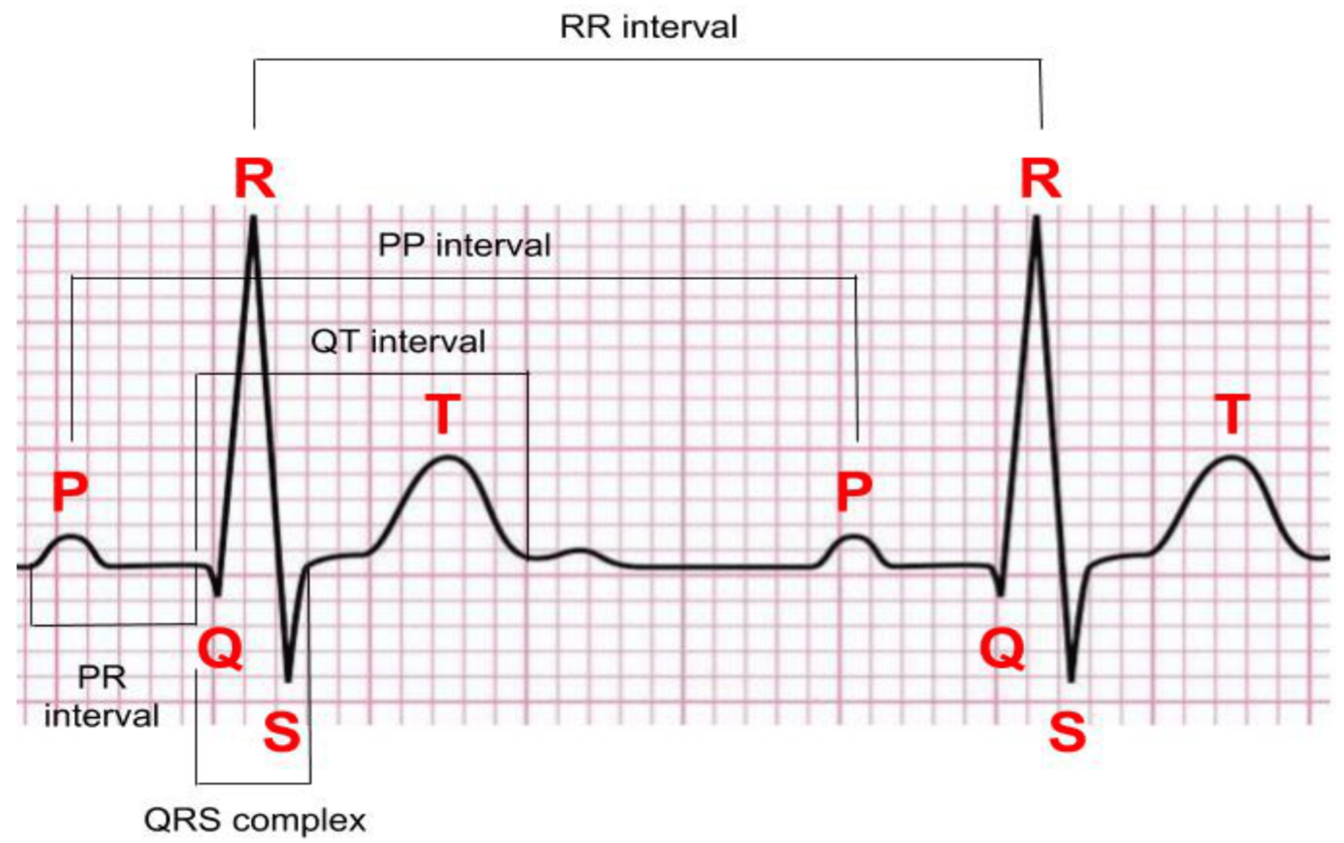 RR interval
R
R
PP interval
QT interval
T
T
P
P
Q
Q
PR
interval
S
S
QRS complex